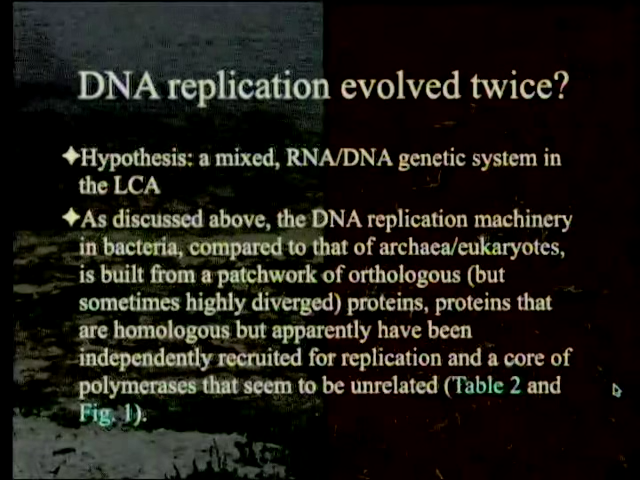 DNA replication evolved twice?
Hypothesis: a mixed, RNA/DNA genetic system in
the LCA
As discussed above, the DNA replication machinery
in bacteria, compared to that of archaea/eukaryotes,
is built from a patchwork of orthologous (but
sometimes highly diverged) proteins, proteins that
are homologous but apparently have been
independently recruited for replication and a core of
polymerases that seem to be unrelated (Table 2 and
Fig. 1).